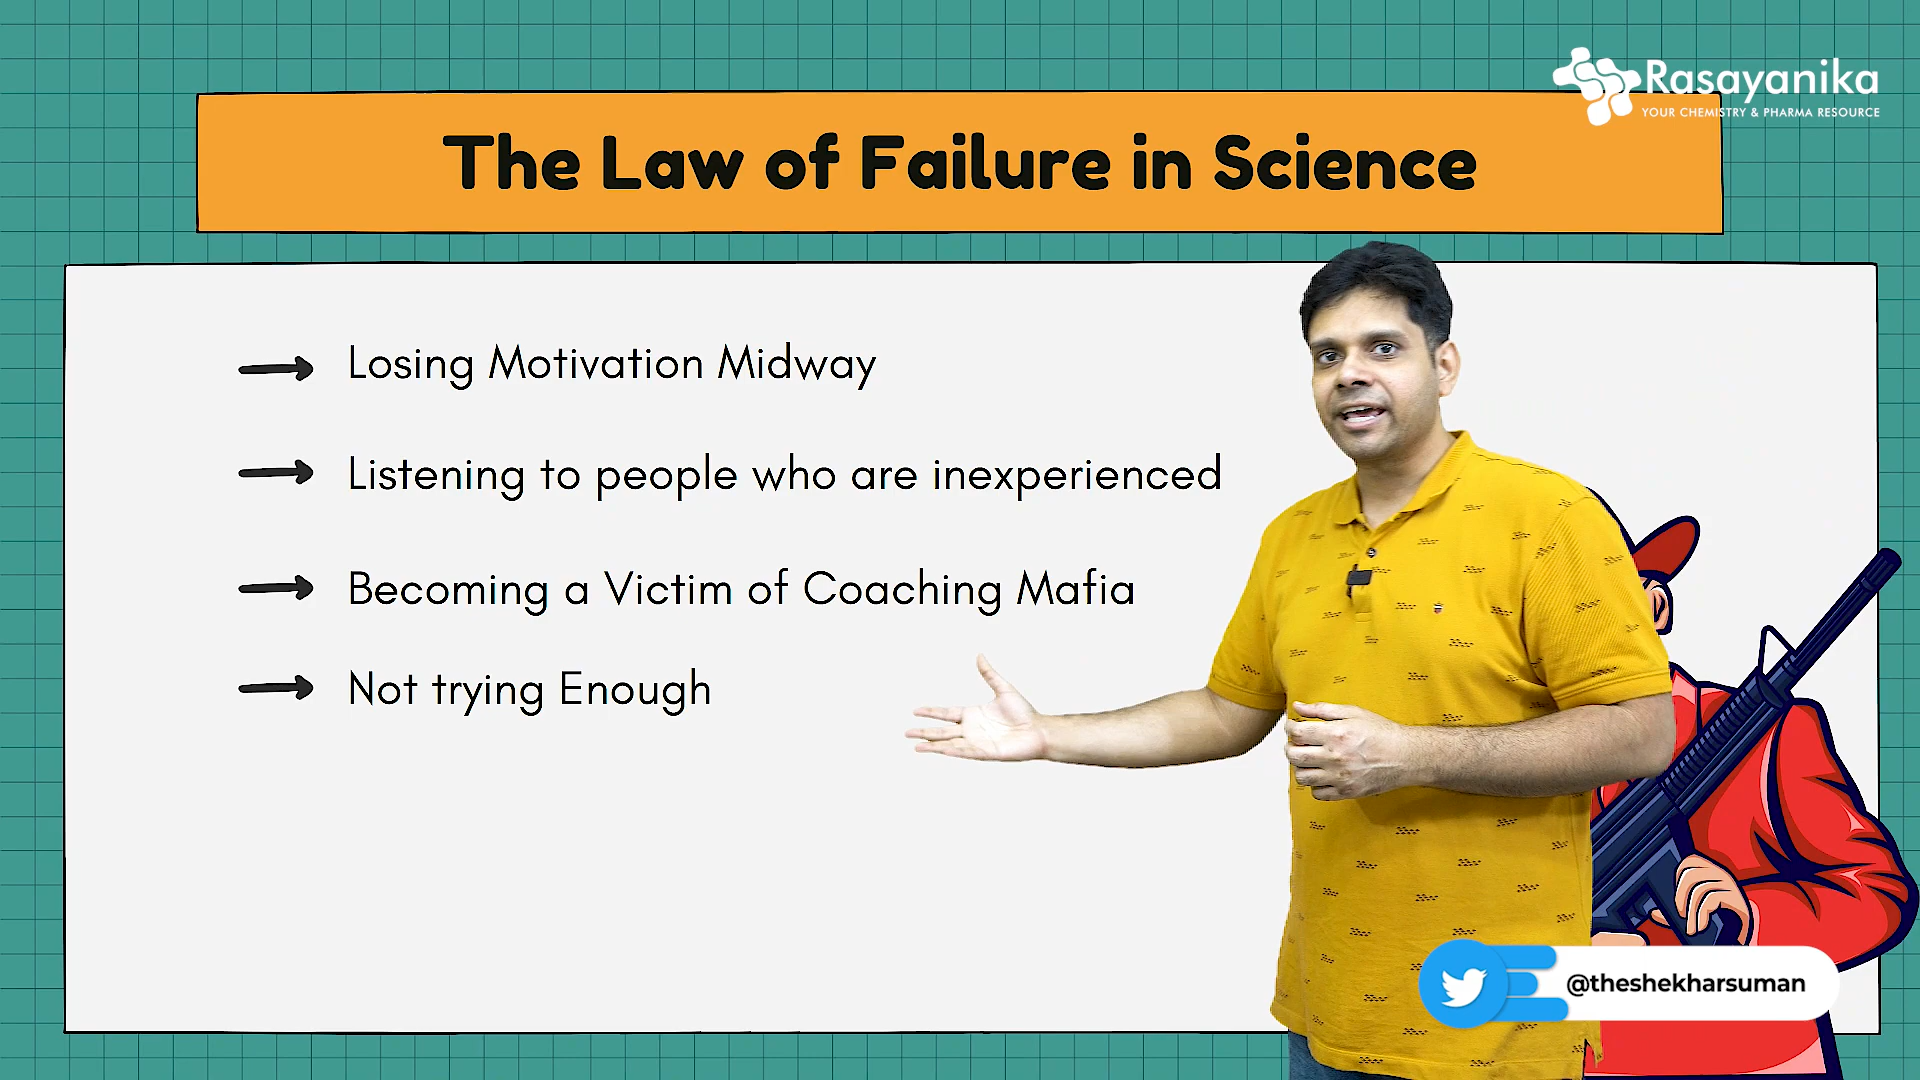 Rasayanika
YOUR CHEMISTRY & PHARMA RESOURCE
The Law of Failure in Science
Losing Motivation Midway
Listening to people who are inexperienced
Becoming a Victim of Coaching Mafia
Not trying Enough
@theshekharsuman